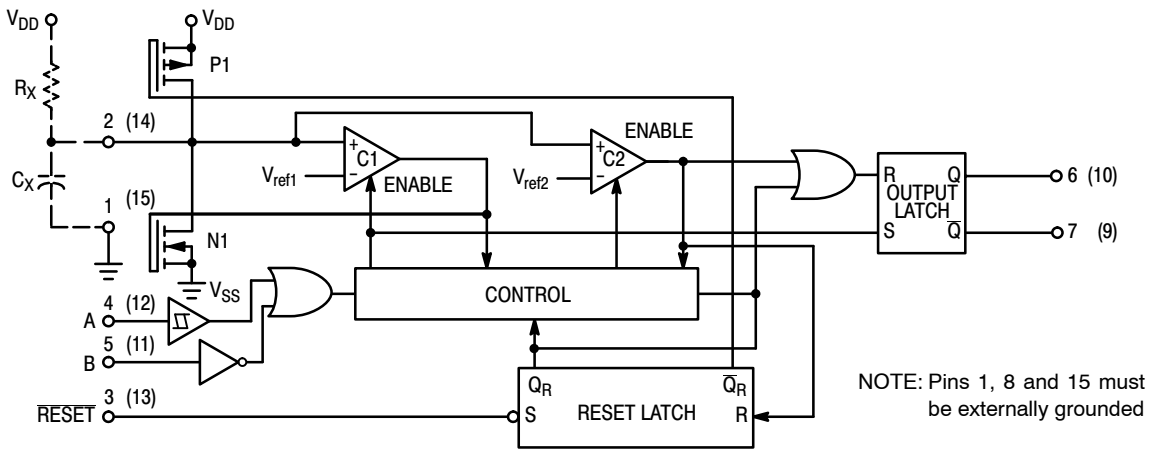 VDD
VDD
P1
RX
2 (14)
ENABLE
+
C1
−
Vref1
ENABLE
+
C2
−
Vref2
CX
1 (15)
N1
VSS
R Q
OUTPUT
LATCH
S Q̅
6 (10)
7 (9)
4 (12)
A
CONTROL
5 (11)
B
3 (13)
R̅E̅S̅E̅T̅
QR Q̅R
S RESET LATCH R
NOTE: Pins 1, 8 and 15 must
be externally grounded